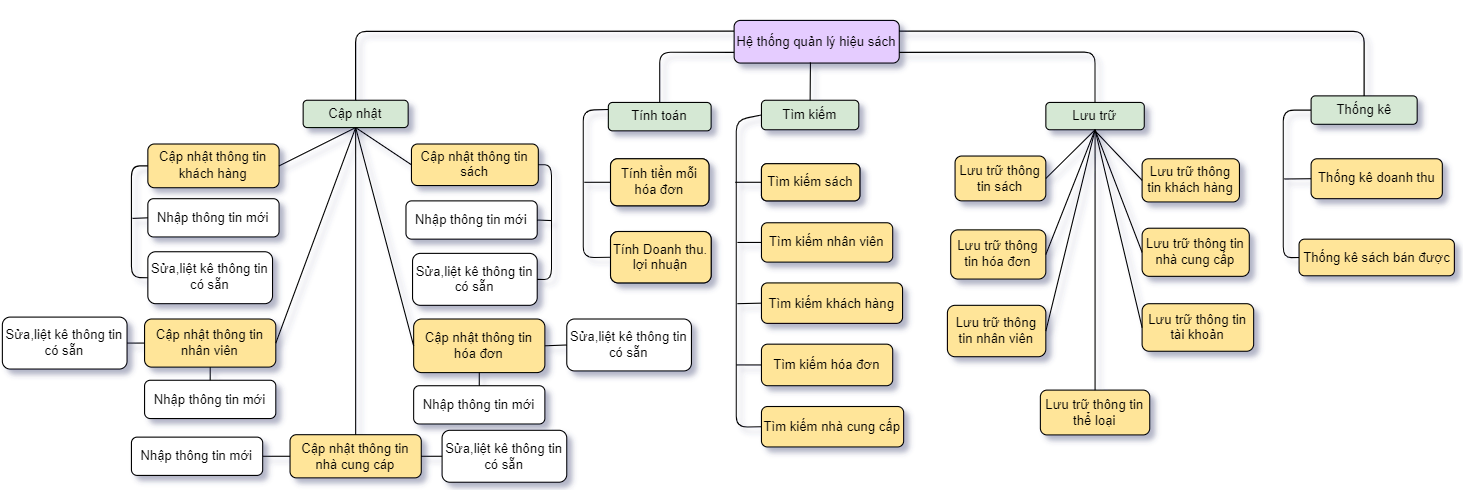 Hệ thống quản lý hiệu sách
Cập nhật
Tính toán
Tìm kiếm
Lưu trữ
Thống kê
Cập nhật thông tin
khách hàng
Nhập thông tin mới
Sửa,liệt kê thông tin
có sẵn
Cập nhật thông tin
sách
Nhập thông tin mới
Sửa,liệt kê thông tin
có sẵn
Sửa,liệt kê thông tin
có sẵn
Cập nhật thông tin
nhân viên
Nhập thông tin mới
Cập nhật thông tin
hóa đơn
Sửa,liệt kê thông tin
có sẵn
Nhập thông tin mới
Nhập thông tin mới
Cập nhật thông tin
nhà cung cáp
Sửa,liệt kê thông tin
có sẵn
Tính tiền mỗi
hóa đơn
Tính Doanh thu.
lợi nhuận
Tìm kiếm sách
Tìm kiếm nhân viên
Tìm kiếm khách hàng
Tìm kiếm hóa đơn
Tìm kiếm nhà cung cấp
Lưu trữ thông
tin sách
Lưu trữ thông
tin khách hàng
Lưu trữ thông
tin hóa đơn
Lưu trữ thông tin
nhà cung cấp
Lưu trữ thông
tin nhân viên
Lưu trữ thông tin
tài khoản
Lưu trữ thông tin
thể loại
Thống kê doanh thu
Thống kê sách bán được